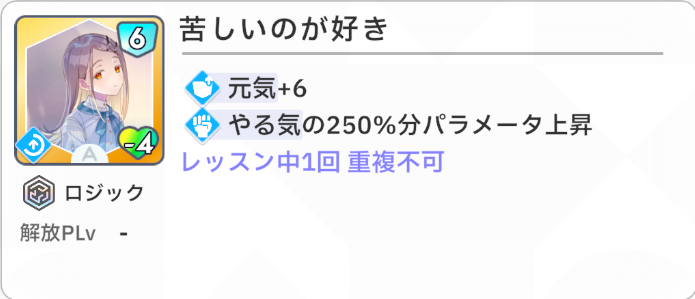 苦しいのが好き
6
元気+6
やる気の250%分パラメータ上昇
-4
A
レッスン中1回 重複不可
ロジック
解放PLv -